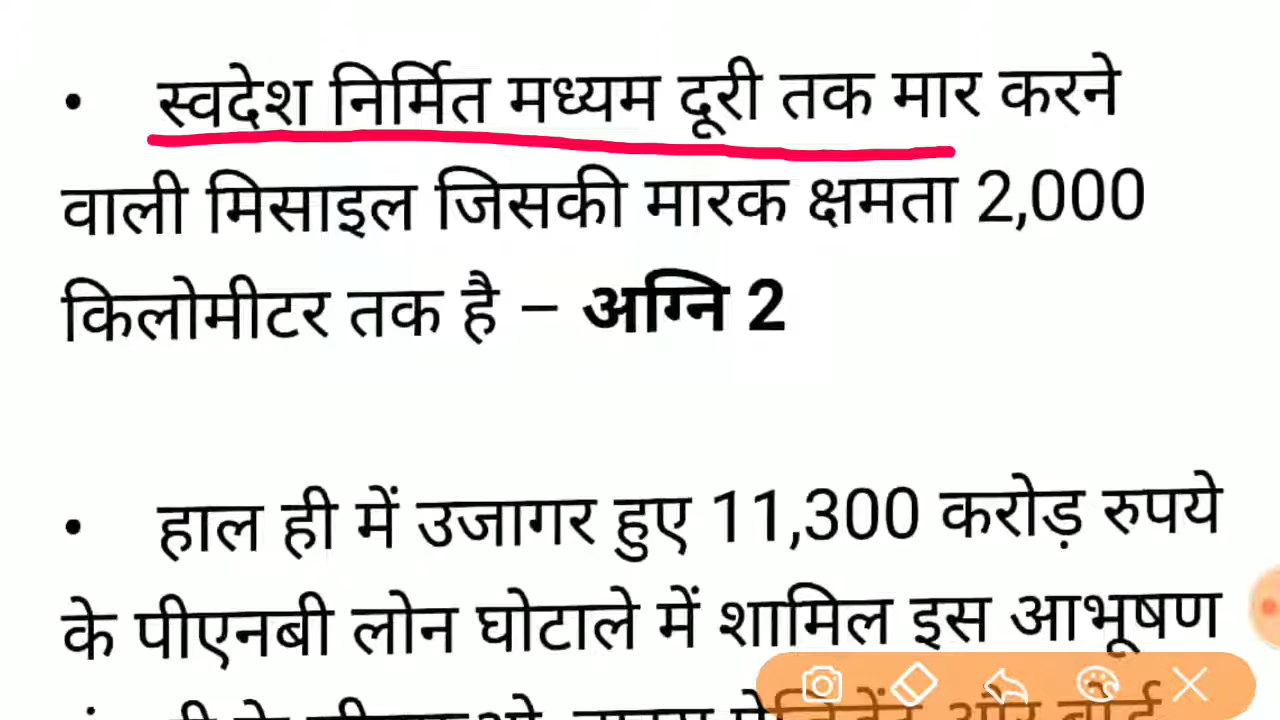 • स्वदेश निर्मित मध्यम दूरी तक मार करने
वाली मिसाइल जिसकी मारक क्षमता 2,000
किलोमीटर तक है – अग्नि 2
• हाल ही में उजागर हुए 11,300 करोड़ रुपये
के पीएनबी लोन घोटाले में शामिल इस आभूषण
और बोर्ड